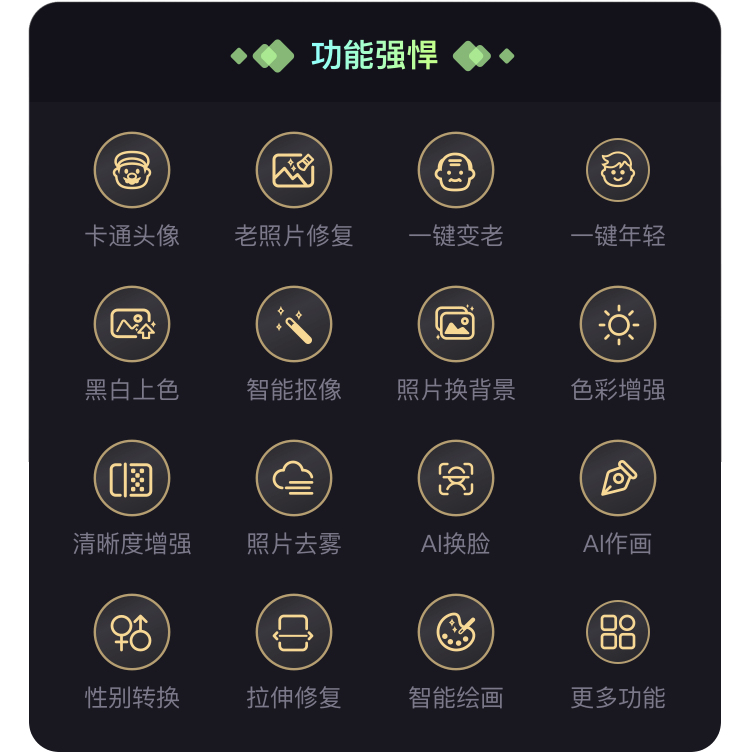 功能强悍
卡通头像 老照片修复 一键变老 一键年轻
黑白上色 智能抠像 照片换背景 色彩增强
清晰度增强 照片去雾 AI换脸 AI作画
性别转换 拉伸修复 智能绘画 更多功能